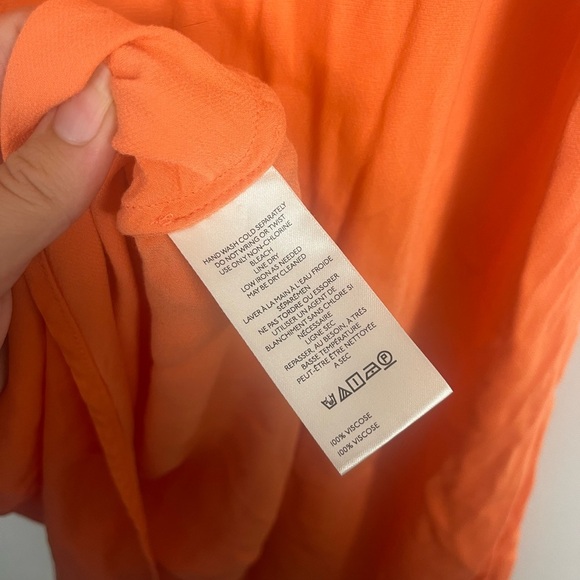 HAND WASH COLD SEPARATELY
DO NOT WRING OR TWIST
USE ONLY NON-CHLORINE
BLEACH
LINE DRY
LOW IRON AS NEEDED
MAY BE DRY CLEANED
LAVER À LA MAIN À L'EAU FROIDE
SÉPARÉMEN
NE PAS TORDRE OU ESSORER
UTILISER UN AGENT DE
BLANCHIMENT SANS CHLORE SI
NÉCESSAIRE
LIGNE SEC
REPASSER, AU BESOIN, À TRÉS
BASSE TEMPÉRATURE
PEUT-ÊTRE ÊTRE NETTOYÉE
A SEC
100% VISCOSE
100% VISCOSE